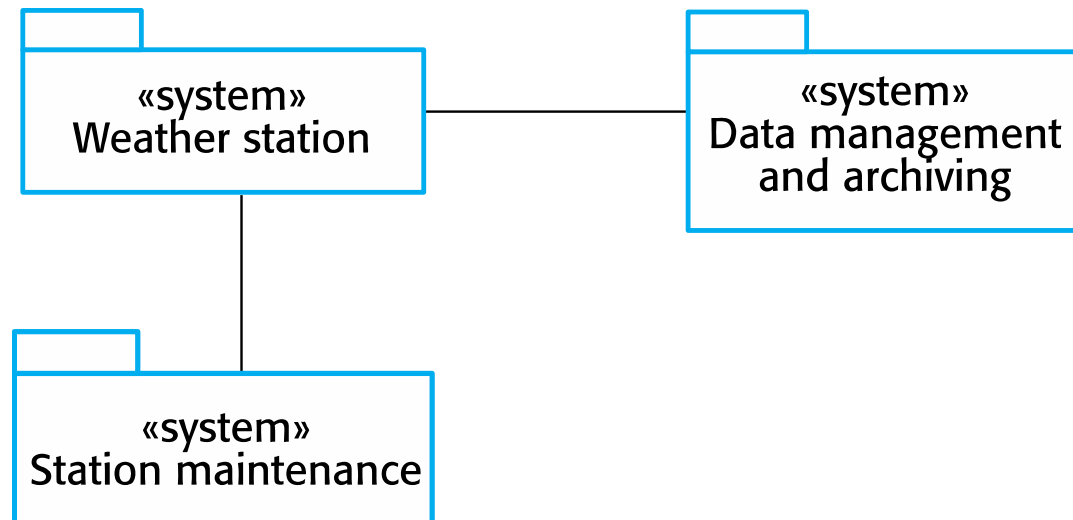 «system»
Weather station
«system»
Data management
and archiving
«system»
Station maintenance